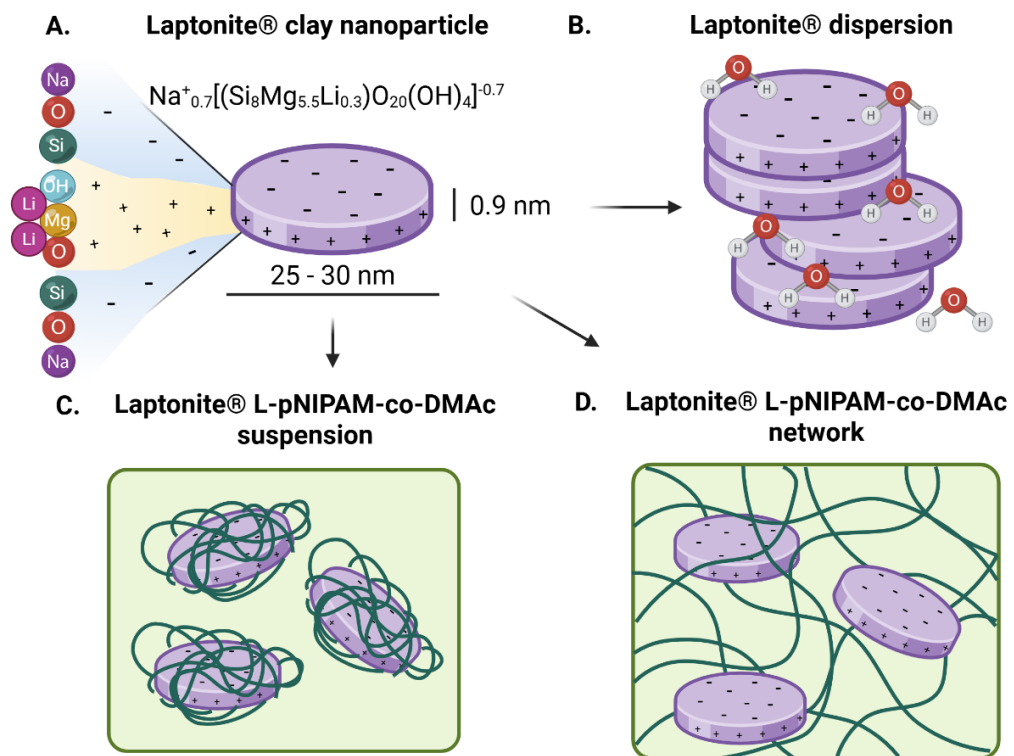 A. Laptonite® clay nanoparticle
Na⁺₀.₇[(Si₈Mg₅.₅Li₀.₃)O₂₀(OH)₄]⁻⁰·⁷
Na
O
Si
OH
Li
Mg
Li
O
Si
O
Na
0.9 nm
25 - 30 nm
B. Laptonite® dispersion
O
H H
O
H H
O
H H
O
H H
O
H H
O
H H
C. Laptonite® L-pNIPAM-co-DMAc
suspension
D. Laptonite® L-pNIPAM-co-DMAc
network